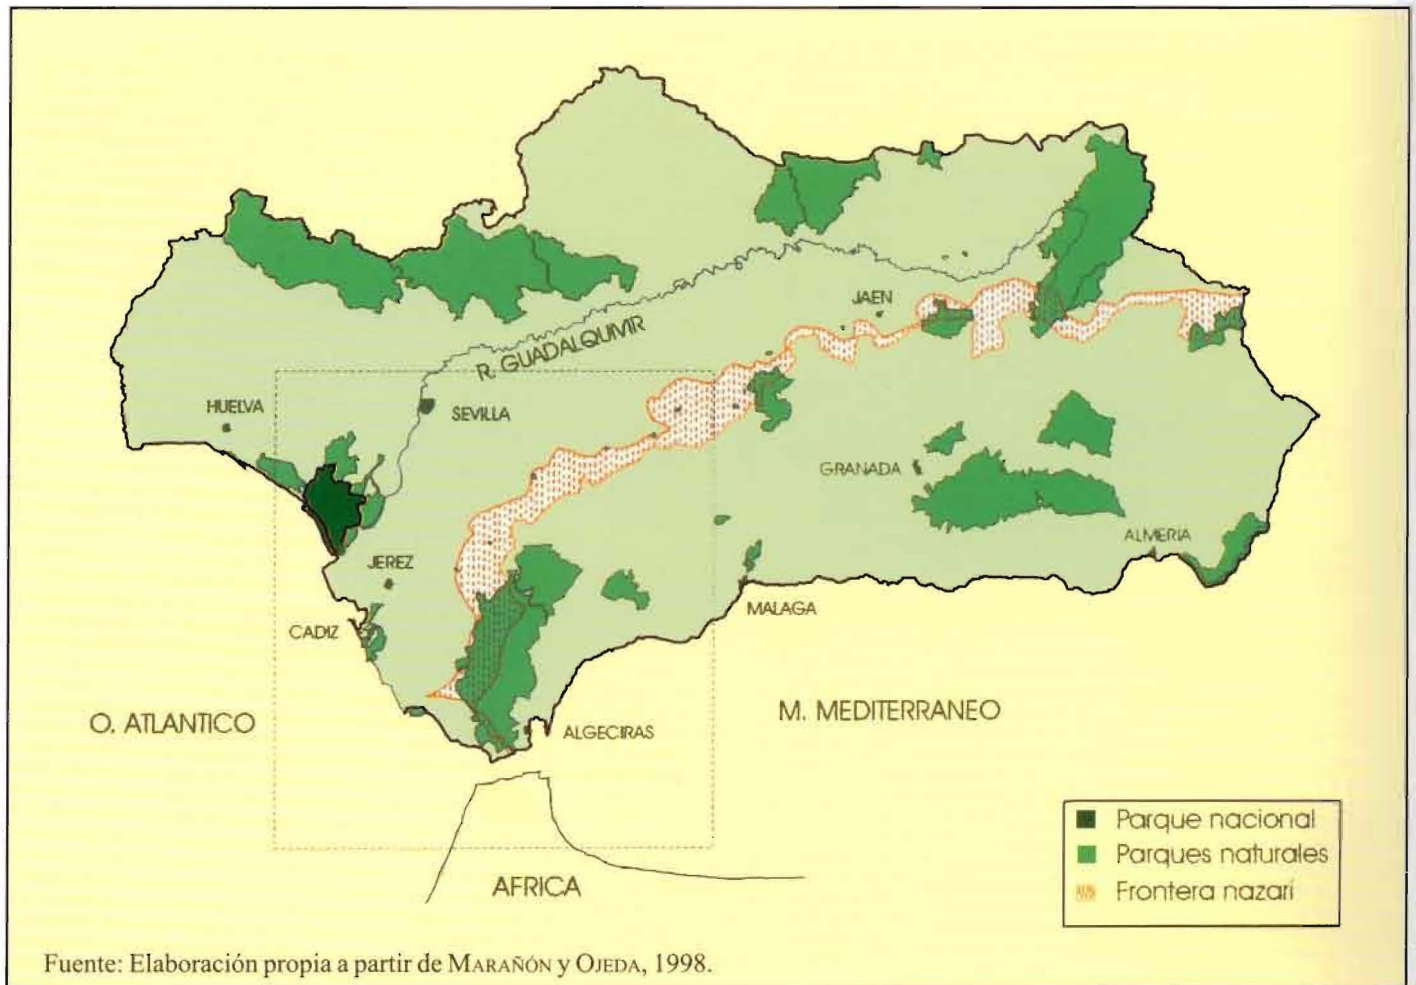 JAEN
R. GUADALQUIVIR
HUELVA
SEVILLA
GRANADA
ALMERIA
JEREZ
MALAGA
CADIZ
O. ATLANTICO
M. MEDITERRANEO
ALGECIRAS
AFRICA
Parque nacional
Parques naturales
Frontera nazarí
Fuente: Elaboración propia a partir de MARAÑÓN y OJEDA, 1998.